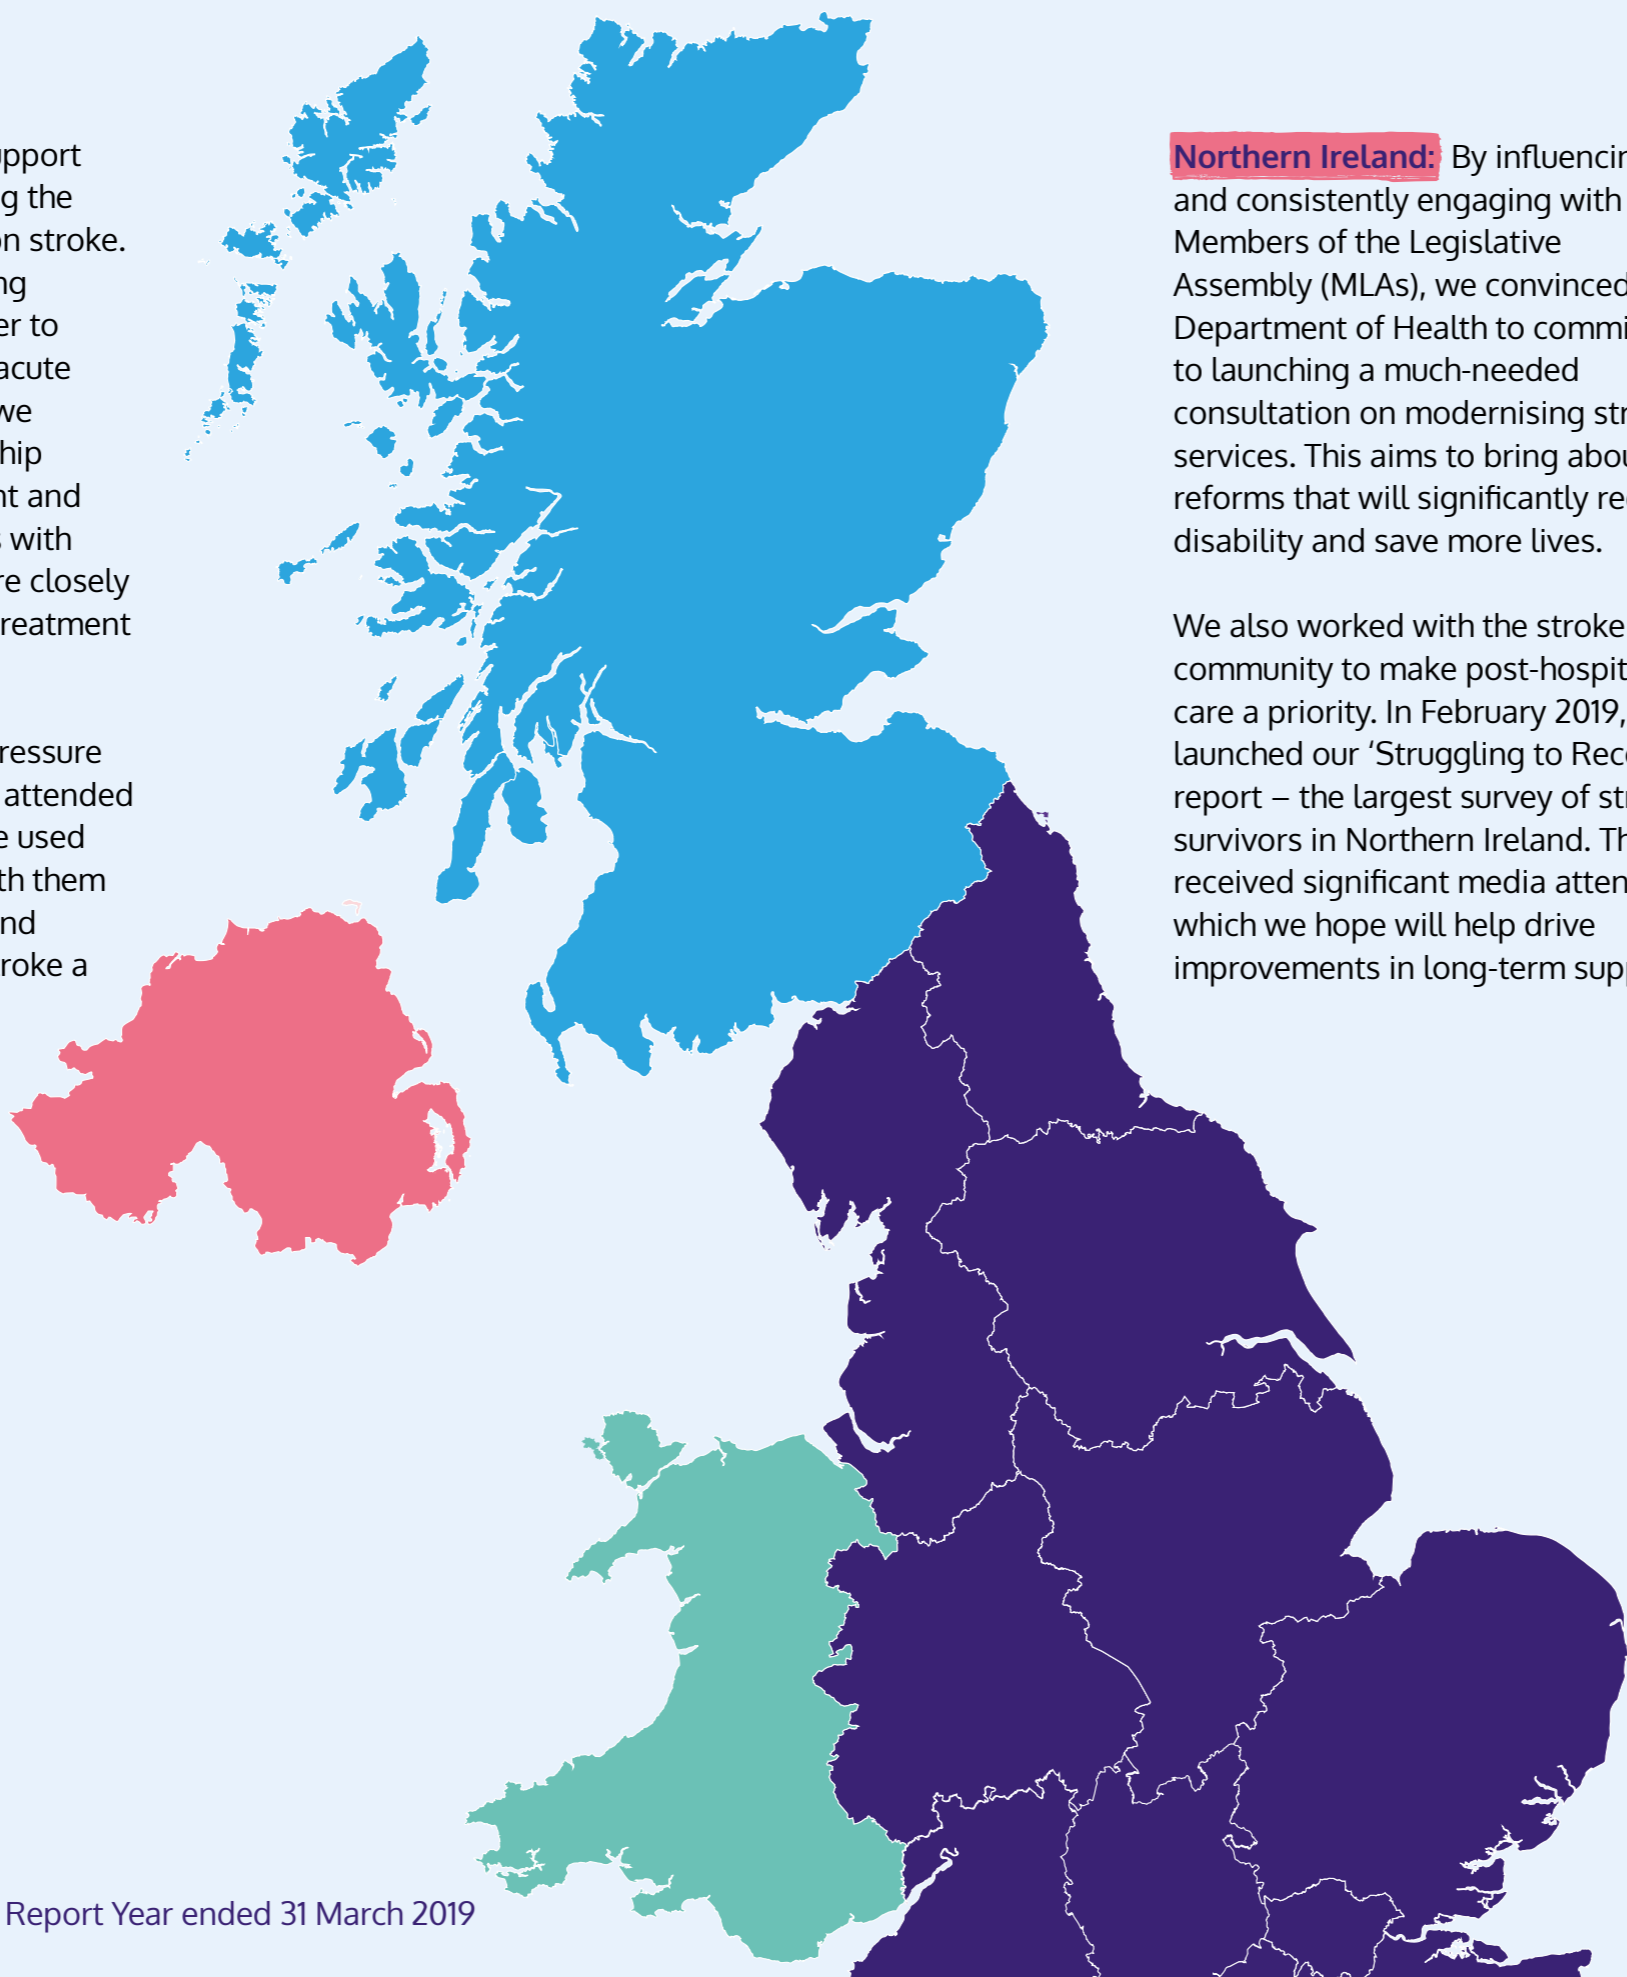 upport
g the
on stroke.
ng
er to
acute
we
hip
nt and
s with
re closely
reatment
ressure
attended
e used
th them
nd
roke a
Northern Ireland: By influencin
and consistently engaging with
Members of the Legislative
Assembly (MLAs), we convinced
Department of Health to commi
to launching a much-needed
consultation on modernising str
services. This aims to bring abou
reforms that will significantly re
disability and save more lives.
We also worked with the stroke
community to make post-hospit
care a priority. In February 2019,
launched our ‘Struggling to Rec
report – the largest survey of str
survivors in Northern Ireland. Th
received significant media atten
which we hope will help drive
improvements in long-term sup
Report Year ended 31 March 2019